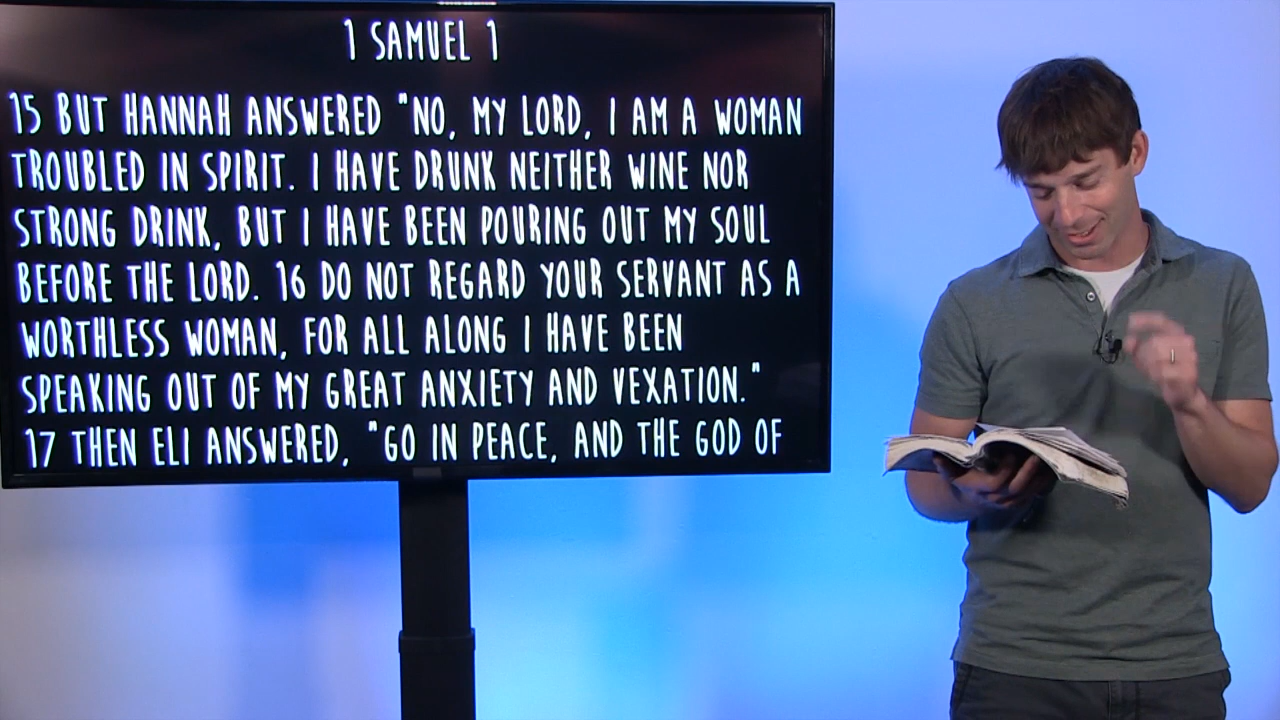 1 SAMUEL 1
15 BUT HANNAH ANSWERED "NO, MY LORD, I AM A WOMAN
TROUBLED IN SPIRIT. I HAVE DRUNK NEITHER WINE NOR
STRONG DRINK, BUT I HAVE BEEN POURING OUT MY SOUL
BEFORE THE LORD. 16 DO NOT REGARD YOUR SERVANT AS A
WORTHLESS WOMAN, FOR ALL ALONG I HAVE BEEN
SPEAKING OUT OF MY GREAT ANXIETY AND VEXATION."
17 THEN ELI ANSWERED, "GO IN PEACE, AND THE GOD OF